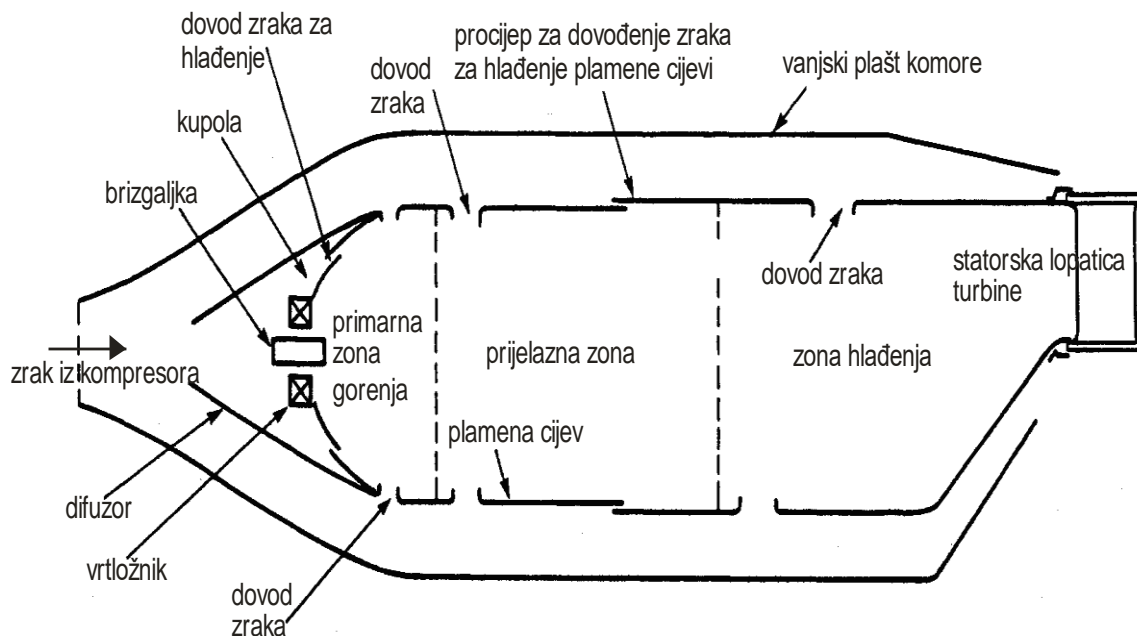 dovod zraka za
hlađenje
procijep za dovođenje zraka
za hlađenje plamene cijevi
dovod
zraka
vanjski plašt komore
kupola
brizgaljka
dovod zraka
statorska lopatica
turbine
primarna
zona
gorenja
prijelazna zona
zona hlađenja
zrak iz kompresora
plamena cijev
difuzor
vrtložnik
dovod
zraka